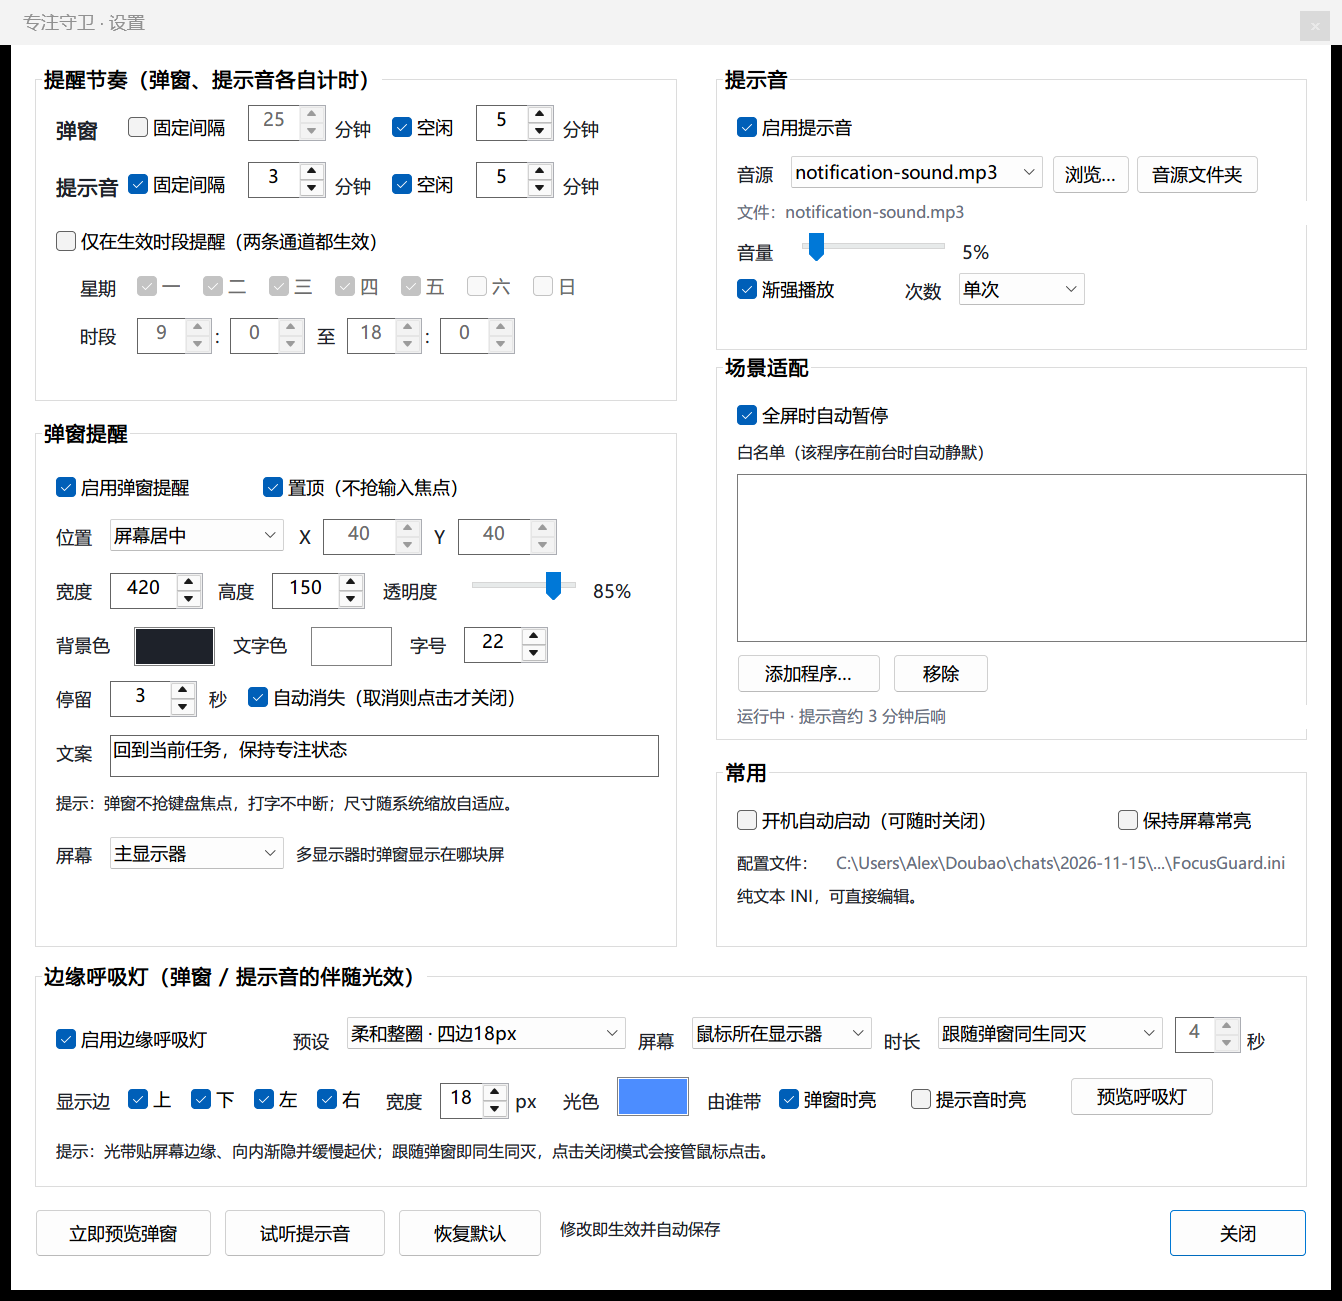 专注守卫 · 设置
提醒节奏（弹窗、提示音各自计时）
弹窗 固定间隔 25 分钟 空闲 5 分钟
提示音 固定间隔 3 分钟 空闲 5 分钟
仅在生效时段提醒（两条通道都生效）
星期 一 二 三 四 五 六 日
时段 9 : 0 至 18 : 0
弹窗提醒
启用弹窗提醒 置顶（不抢输入焦点）
位置 屏幕居中 X 40 Y 40
宽度 420 高度 150 透明度 85%
背景色 文字色 字号 22
停留 3 秒 自动消失（取消则点击才关闭）
文案 回到当前任务，保持专注状态
提示：弹窗不抢键盘焦点，打字不中断；尺寸随系统缩放自适应。
屏幕 主显示器 多显示器时弹窗显示在哪块屏
提示音
启用提示音
音源 notification-sound.mp3 浏览... 音源文件夹
文件：notification-sound.mp3
音量 5%
渐强播放 次数 单次
场景适配
全屏时自动暂停
白名单（该程序在前台时自动静默）
添加程序... 移除
运行中 · 提示音约 3 分钟后响
常用
开机自动启动（可随时关闭） 保持屏幕常亮
配置文件： C:\Users\Alex\Doubao\chats\2026-11-15\...\FocusGuard.ini
纯文本 INI，可直接编辑。
边缘呼吸灯（弹窗 / 提示音的伴随光效）
启用边缘呼吸灯 预设 柔和整圈 · 四边18px 屏幕 鼠标所在显示器 时长 跟随弹窗同生同灭 4 秒
显示边 上 下 左 右 宽度 18 px 光色 由谁带 弹窗时亮 提示音时亮 预览呼吸灯
提示：光带贴屏幕边缘、向内渐隐并缓慢起伏；跟随弹窗即同生同灭，点击关闭模式会接管鼠标点击。
立即预览弹窗 试听提示音 恢复默认 修改即生效并自动保存 关闭